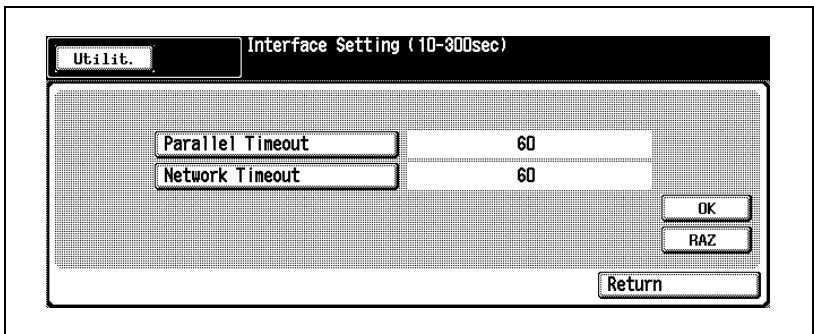 Utilit.
Interface Setting (10-300sec)
Parallel Timeout 60
Network Timeout 60
OK
RAZ
Return